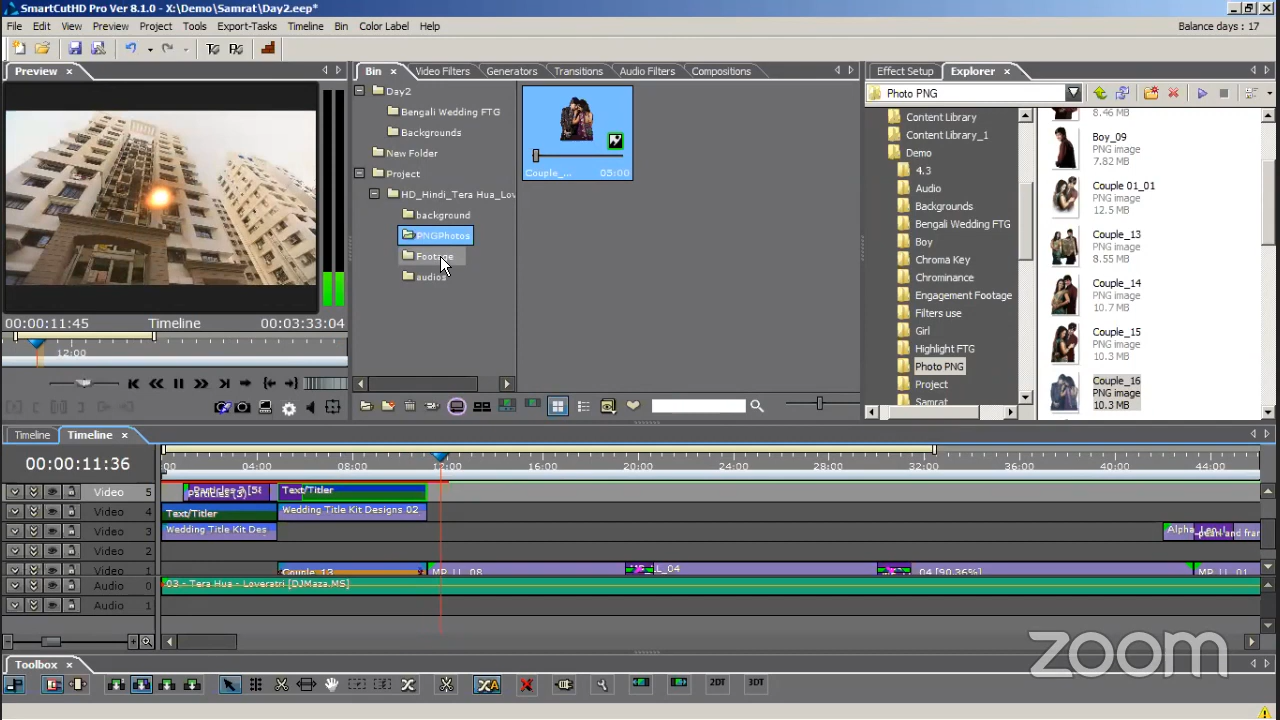 SmartCutHD Pro Ver 8.1.0 - X:\Demo\Samrat\Day2.eep*
File Edit View Preview Project Tools Export-Tasks Timeline Bin Color Label Help
Balance days : 17
Preview
Bin Video Filters Generators Transitions Audio Filters Compositions
Effect Setup Explorer
00:00:11:45 Timeline 00:03:33:04
12:00
Day2
Bengali Wedding FTG
Backgrounds
New Folder
Project
HD_Hindi_Tera Hua_Lov
background
PNGPhotos
Footage
audios
Couple_... 05:00
Photo PNG
Content Library
Content Library_1
Demo
4.3
Audio
Backgrounds
Bengali Wedding FTG
Boy
Chroma Key
Chrominance
Engagement Footage
Filters use
Girl
Highlight FTG
Photo PNG
Project
Samrat
8.46 MB
Boy_09
PNG image
7.82 MB
Couple 01_01
PNG image
12.5 MB
Couple_13
PNG image
8.55 MB
Couple_14
PNG image
10.7 MB
Couple_15
PNG image
10.3 MB
Couple_16
PNG image
10.3 MB
Timeline Timeline
00:00:11:36
:00 04:00 08:00 12:00 16:00 20:00 24:00 28:00 32:00 36:00 40:00 44:00
Video 5
Particles (3) Text/Titler
Video 4
Text/Titler Wedding Title Kit Designs 02
Video 3
Wedding Title Kit Des
Video 2
Video 1
Couple_13 MP_LL_08 LL_04 04 [90.36%] MP_LL_01
Audio 0
03 - Tera Hua - Loveratri [DJMaza.MS]
Audio 1
Toolbox
2DT 3DT
zoom